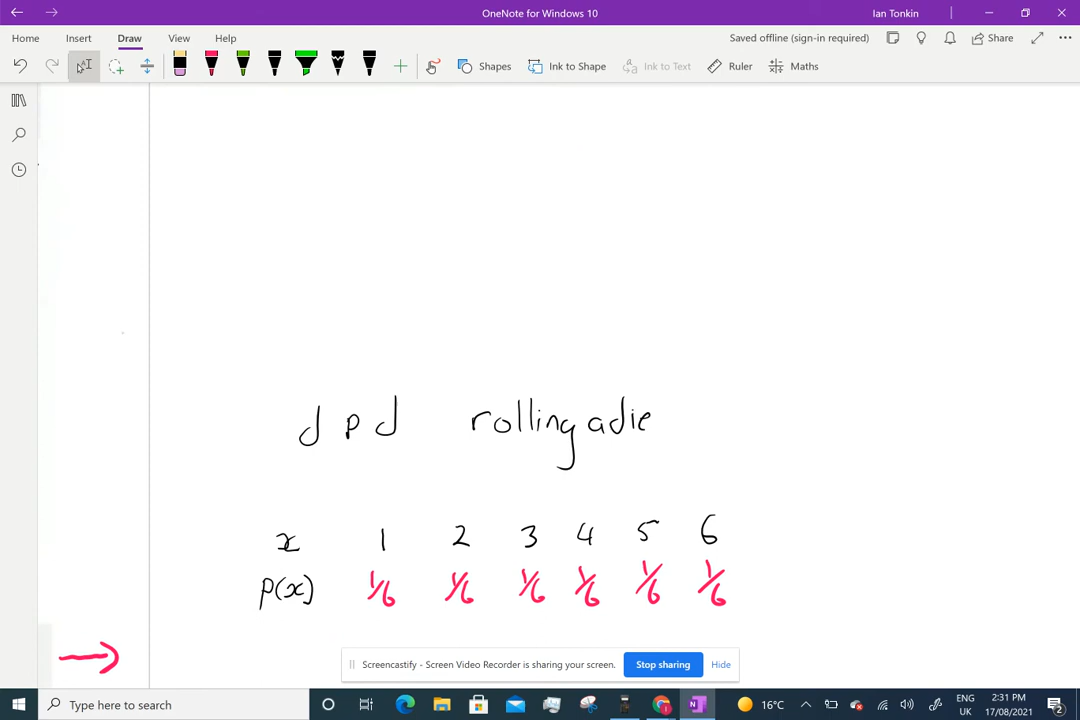 OneNote for Windows 10
Ian Tonkin
Home Insert Draw View Help
Saved offline (sign-in required)
Share
Shapes
Ink to Shape
Ink to Text
Ruler
Maths
d p d rolling a die
x 1 2 3 4 5 6
p(x) 1/6 1/6 1/6 1/6 1/6 1/6
Screencastify - Screen Video Recorder is sharing your screen.
Stop sharing
Hide
Type here to search
16°C
ENG
UK
2:31 PM
17/08/2021
2